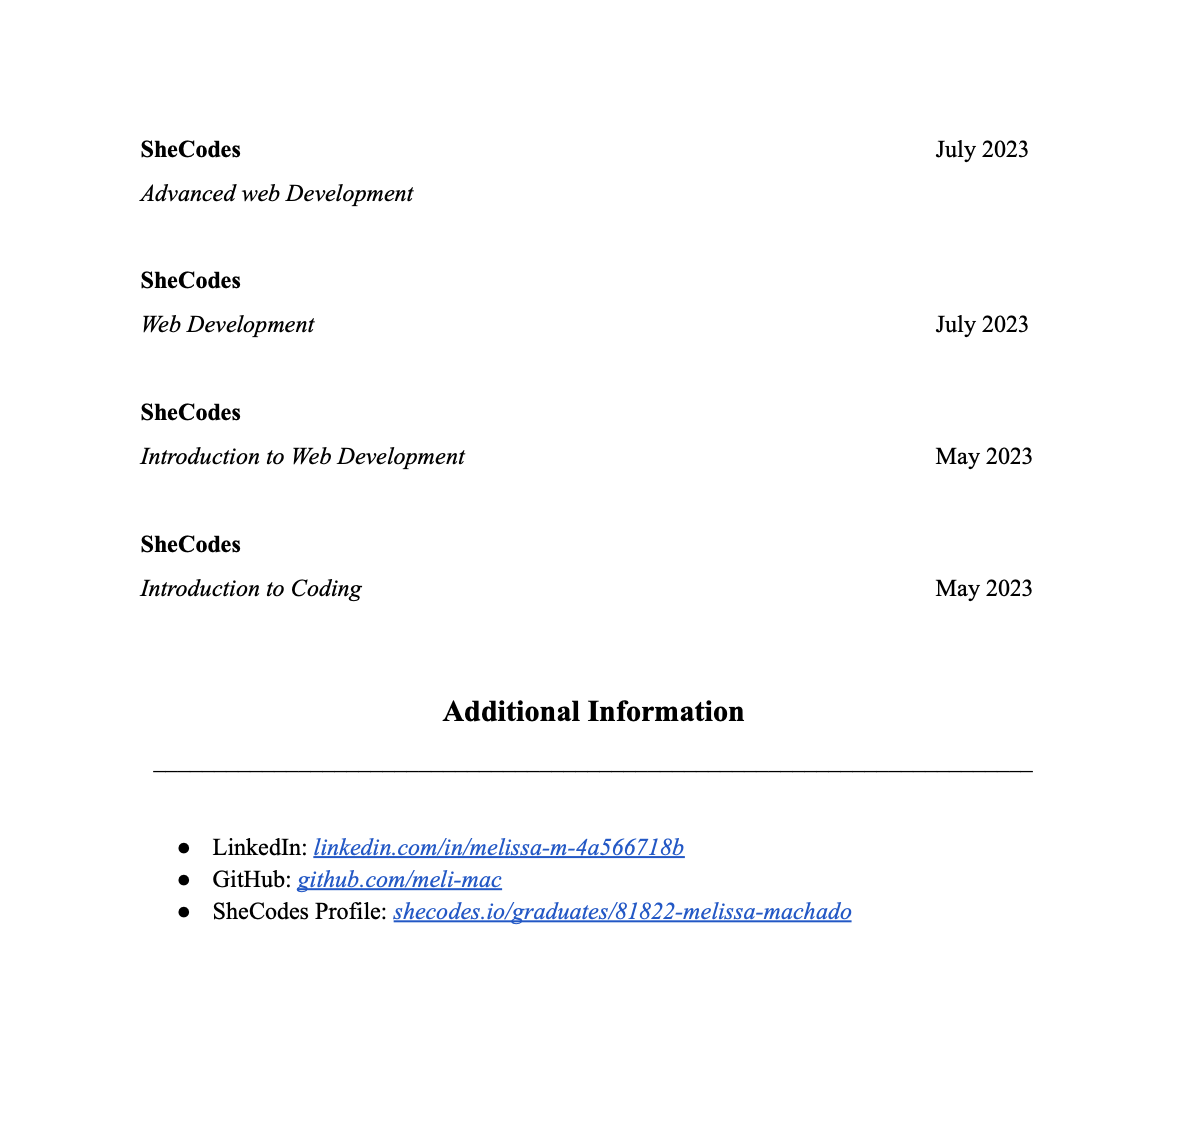 SheCodes July 2023
Advanced web Development
SheCodes
Web Development July 2023
SheCodes
Introduction to Web Development May 2023
SheCodes
Introduction to Coding May 2023
Additional Information
● LinkedIn: linkedin.com/in/melissa-m-4a566718b
● GitHub: github.com/meli-mac
● SheCodes Profile: shecodes.io/graduates/81822-melissa-machado